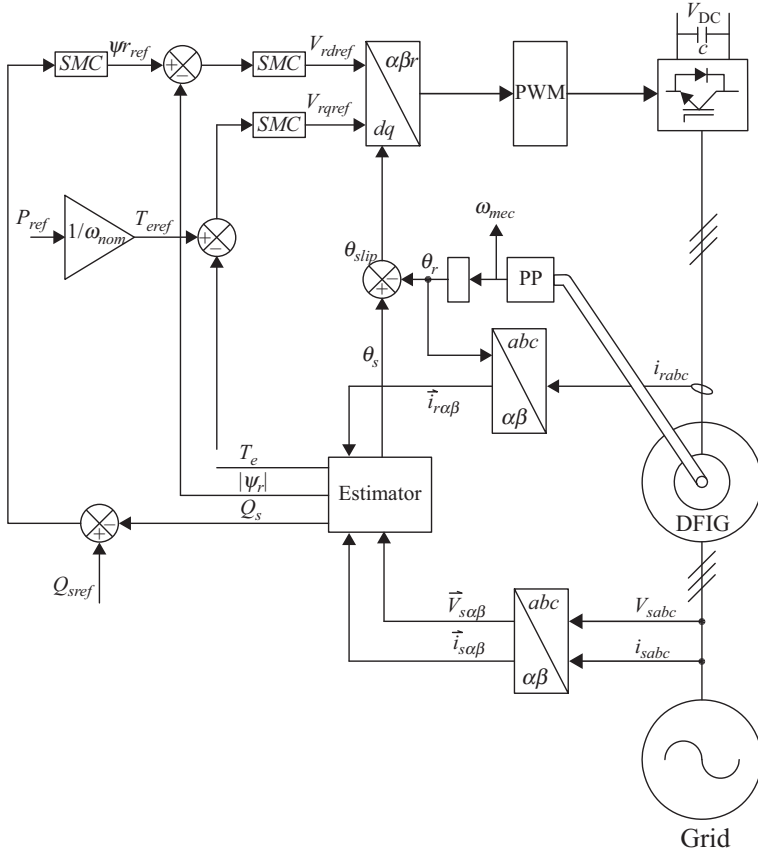 V_DC
c
SMC
ψr_ref
+
−
SMC
V_rdref
αβr
dq
PWM
SMC
V_rqref
P_ref
1/ω_nom
T_eref
+
−
ω_mec
θ_slip
θ_r
PP
−
+
θ_s
abc
αβ
i_rabc
i_rαβ
T_e
|ψ_r|
Q_s
Estimator
DFIG
−
+
Q_sref
V_sαβ
abc
V_sabc
i_sαβ
αβ
i_sabc
Grid